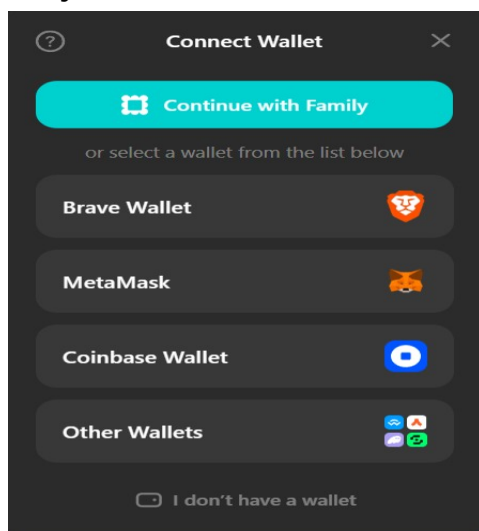 Connect Wallet
Continue with Family
or select a wallet from the list below
Brave Wallet
MetaMask
Coinbase Wallet
Other Wallets
I don't have a wallet